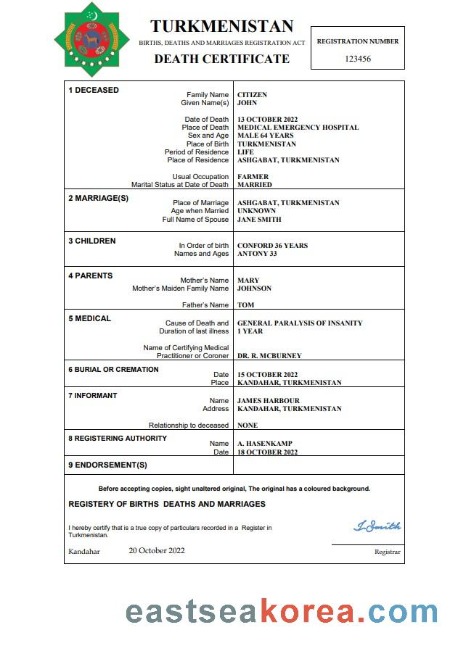 TURKMENISTAN
BIRTHS, DEATHS AND MARRIAGES REGISTRATION ACT
DEATH CERTIFICATE
REGISTRATION NUMBER
123456
1 DECEASED
Family Name CITIZEN
Given Name(s) JOHN
Date of Death 13 OCTOBER 2022
Place of Death MEDICAL EMERGENCY HOSPITAL
Sex and Age MALE 64 YEARS
Place of Birth TURKMENISTAN
Period of Residence LIFE
Place of Residence ASHGABAT, TURKMENISTAN
Usual Occupation FARMER
Marital Status at Date of Death MARRIED
2 MARRIAGE(S)
Place of Marriage ASHGABAT, TURKMENISTAN
Age when Married UNKNOWN
Full Name of Spouse JANE SMITH
3 CHILDREN
In Order of birth CONFORD 36 YEARS
Names and Ages ANTONY 33
4 PARENTS
Mother's Name MARY
Mother's Maiden Family Name JOHNSON
Father's Name TOM
5 MEDICAL
Cause of Death and GENERAL PARALYSIS OF INSANITY
Duration of last illness 1 YEAR
Name of Certifying Medical
Practitioner or Coroner DR. R. MCBURNEY
6 BURIAL OR CREMATION
Date 15 OCTOBER 2022
Place KANDAHAR, TURKMENISTAN
7 INFORMANT
Name JAMES HARBOUR
Address KANDAHAR, TURKMENISTAN
Relationship to deceased NONE
8 REGISTERING AUTHORITY
Name A. HASENKAMP
Date 18 OCTOBER 2022
9 ENDORSEMENT(S)
Before accepting copies, sight unaltered original, The original has a coloured background.
REGISTERY OF BIRTHS DEATHS AND MARRIAGES
I hereby certify that is a true copy of particulars recorded in a Register in
Turkmenistan.
J.Smith
Kandahar 20 October 2022 Registrar
eastseakorea.com